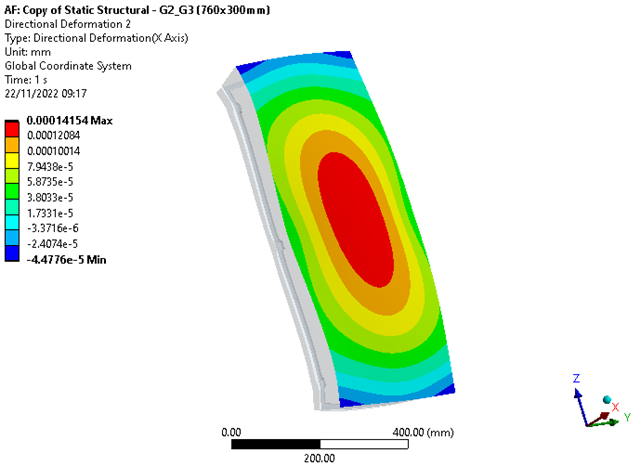 AF: Copy of Static Structural - G2_G3 (760x300mm)
Directional Deformation 2
Type: Directional Deformation(X Axis)
Unit: mm
Global Coordinate System
Time: 1 s
22/11/2022 09:17
0.00014154 Max
0.00012084
0.00010014
7.9438e-5
5.8735e-5
3.8033e-5
1.7331e-5
-3.3716e-6
-2.4074e-5
-4.4776e-5 Min
Z
X
Y
0.00 400.00 (mm)
200.00